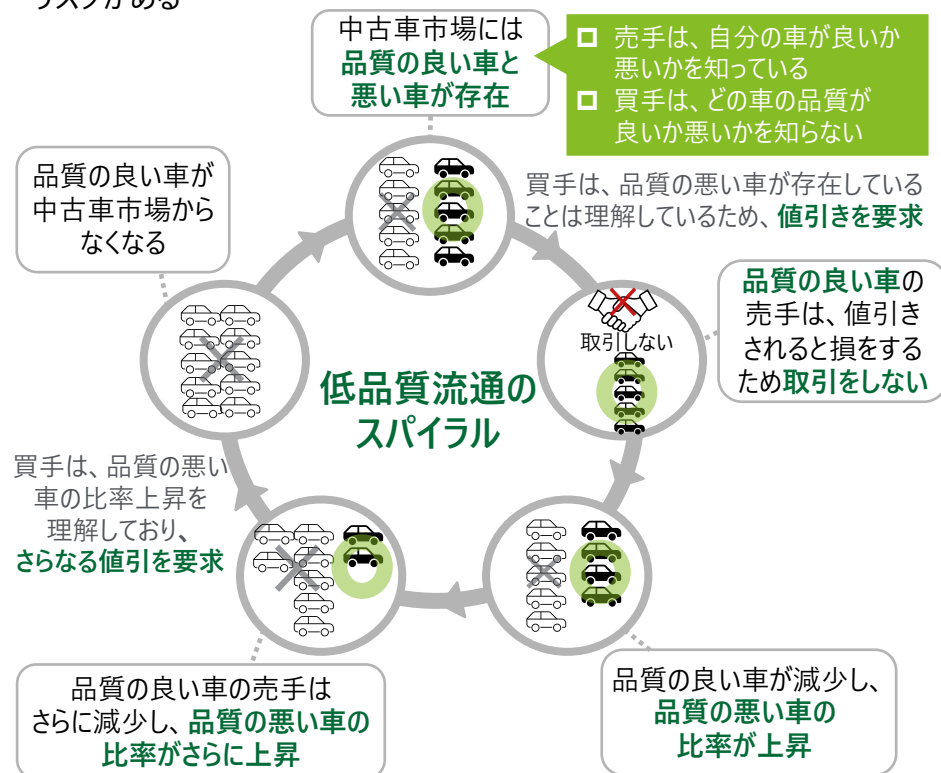 リスクがある
中古車市場には
品質の良い車と
悪い車が存在
売手は、自分の車が良いか
悪いかを知っている
買手は、どの車の品質が
良いか悪いかを知らない
買手は、品質の悪い車が存在している
ことは理解しているため、値引きを要求
品質の良い車の
売手は、値引き
されると損をする
ため取引をしない
取引しない
品質の良い車が
中古車市場から
なくなる
低品質流通の
スパイラル
買手は、品質の悪い
車の比率上昇を
理解しており、
さらなる値引を要求
品質の良い車の売手は
さらに減少し、品質の悪い車の
比率がさらに上昇
品質の良い車が減少し、
品質の悪い車の
比率が上昇